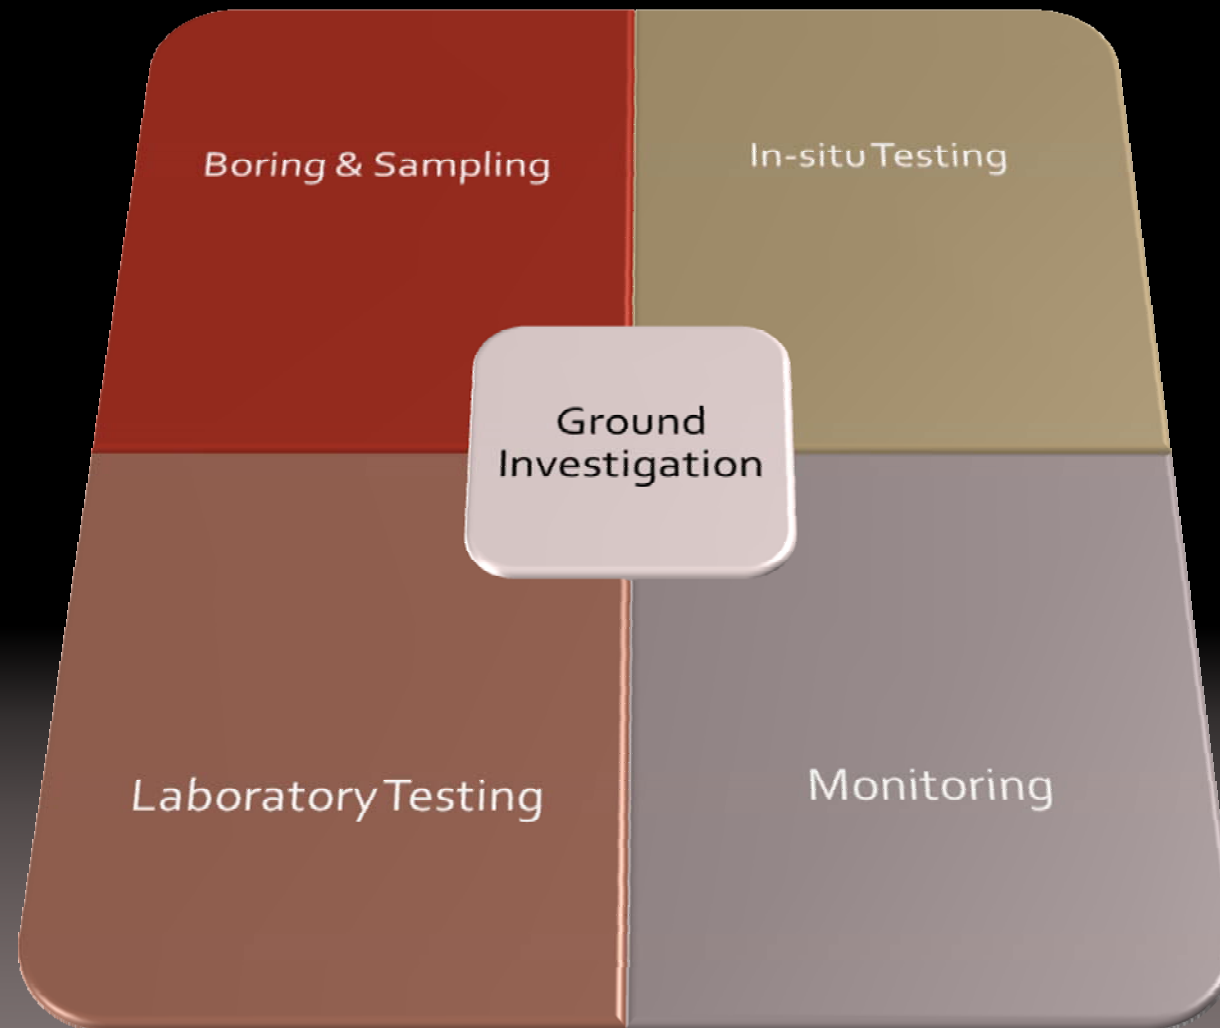 Boring & Sampling
In-situ Testing
Ground
Investigation
Laboratory Testing
Monitoring